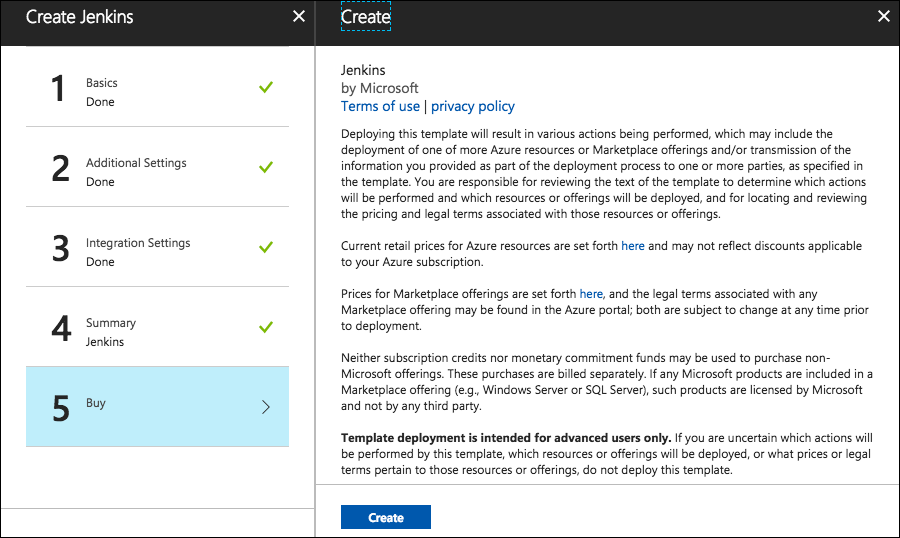 Create Jenkins
1
Basics
Done
2
Additional Settings
Done
3
Integration Settings
Done
4
Summary
Jenkins
5
Buy
Create
Jenkins
by Microsoft
Terms of use | privacy policy
Deploying this template will result in various actions being performed, which may include the
deployment of one of more Azure resources or Marketplace offerings and/or transmission of the
information you provided as part of the deployment process to one or more parties, as specified in
the template. You are responsible for reviewing the text of the template to determine which actions
will be performed and which resources or offerings will be deployed, and for locating and reviewing
the pricing and legal terms associated with those resources or offerings.
Current retail prices for Azure resources are set forth here and may not reflect discounts applicable
to your Azure subscription.
Prices for Marketplace offerings are set forth here, and the legal terms associated with any
Marketplace offering may be found in the Azure portal; both are subject to change at any time prior
to deployment.
Neither subscription credits nor monetary commitment funds may be used to purchase non-
Microsoft offerings. These purchases are billed separately. If any Microsoft products are included in a
Marketplace offering (e.g., Windows Server or SQL Server), such products are licensed by Microsoft
and not by any third party.
Template deployment is intended for advanced users only. If you are uncertain which actions will
be performed by this template, which resources or offerings will be deployed, or what prices or legal
terms pertain to those resources or offerings, do not deploy this template.
Create